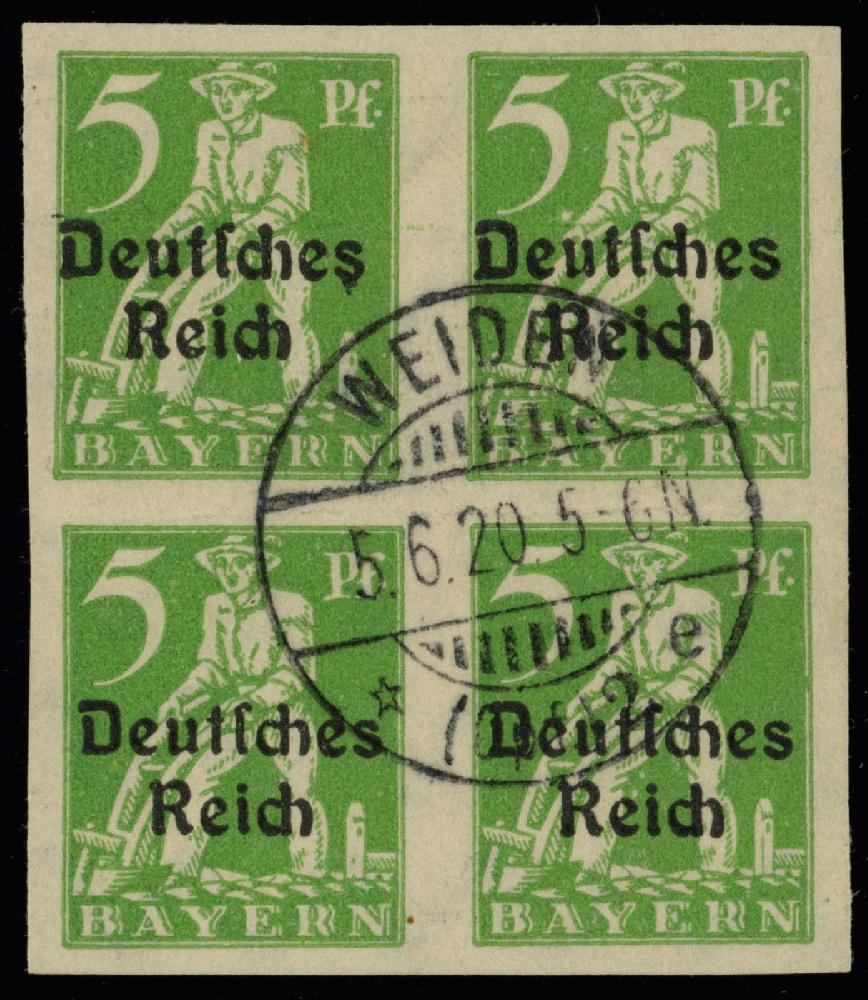 5 Pf.
Deutſches
Reich
BAYERN
5 Pf.
Deutſches
Reich
BAYERN
WEIDEN
5.6.20. 5-6 N.
e
5 Pf.
Deutſches
Reich
BAYERN
5 Pf.
Deutſches
Reich
BAYERN